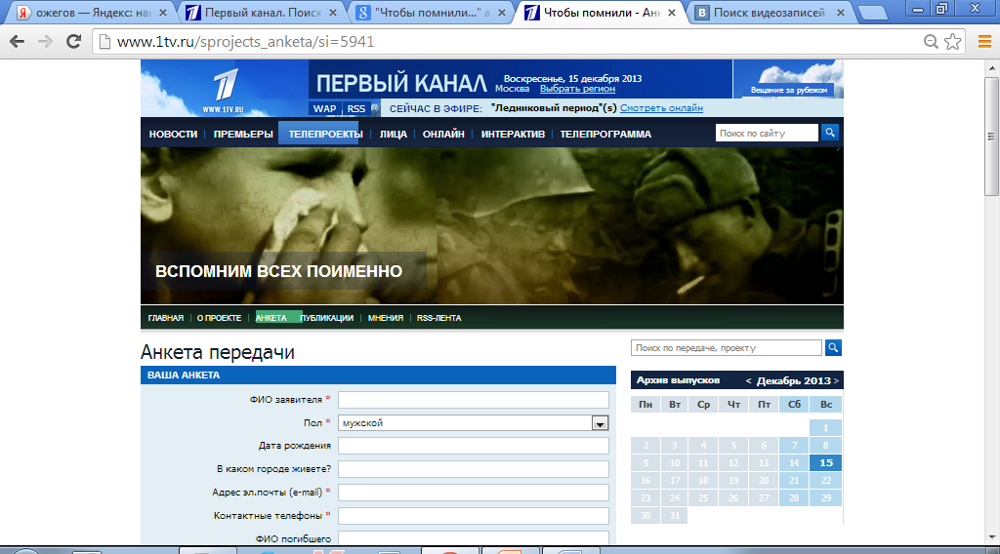 ожегов — Яндекс: наш
Первый канал. Поиск
"Чтобы помнили..." а
Чтобы помнили - Анк
Поиск видеозаписей
www.1tv.ru/sprojects_anketa/si=5941
WWW.1TV.RU
ПЕРВЫЙ КАНАЛ
Воскресенье, 15 декабря 2013
Москва Выбрать регион
Вещание за рубежом
WAP RSS
СЕЙЧАС В ЭФИРЕ: "Ледниковый период"(s) Смотреть онлайн
НОВОСТИ ПРЕМЬЕРЫ ТЕЛЕПРОЕКТЫ ЛИЦА ОНЛАЙН ИНТЕРАКТИВ ТЕЛЕПРОГРАММА
Поиск по сайту
ВСПОМНИМ ВСЕХ ПОИМЕННО
ГЛАВНАЯ О ПРОЕКТЕ АНКЕТА ПУБЛИКАЦИИ МНЕНИЯ RSS-ЛЕНТА
Анкета передачи
ВАША АНКЕТА
ФИО заявителя *
Пол * мужской
Дата рождения
В каком городе живете?
Адрес эл.почты (e-mail) *
Контактные телефоны *
ФИО погибшего
Поиск по передаче, проекту
Архив выпусков < Декабрь 2013 >
Пн Вт Ср Чт Пт Сб Вс
1
2 3 4 5 6 7 8
9 10 11 12 13 14 15
16 17 18 19 20 21 22
23 24 25 26 27 28 29
30 31